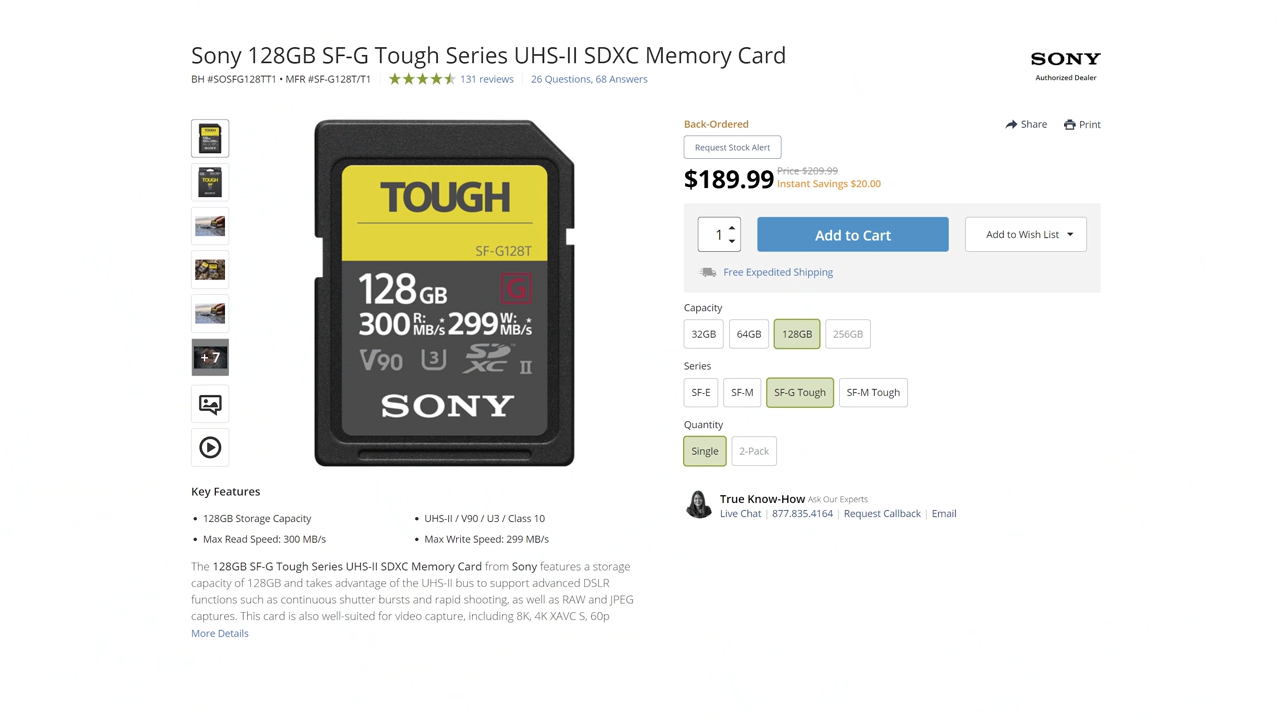 Sony 128GB SF-G Tough Series UHS-II SDXC Memory Card
BH #SOSFG128TT1 • MFR #SF-G128T/T1
131 reviews
26 Questions, 68 Answers
SONY
Authorized Dealer
TOUGH
TOUGH
+ 7
TOUGH
SF-G128T
128GB G
300 R: MB/s* 299 W: MB/s*
V90 3 SD XC II
SONY
Back-Ordered
Share
Print
Request Stock Alert
$189.99
Price $209.99
Instant Savings $20.00
1
Add to Cart
Add to Wish List
Free Expedited Shipping
Capacity
32GB 64GB 128GB 256GB
Series
SF-E SF-M SF-G Tough SF-M Tough
Quantity
Single 2-Pack
True Know-How Ask Our Experts
Live Chat | 877.835.4164 | Request Callback | Email
Key Features
• 128GB Storage Capacity
• UHS-II / V90 / U3 / Class 10
• Max Read Speed: 300 MB/s
• Max Write Speed: 299 MB/s
The 128GB SF-G Tough Series UHS-II SDXC Memory Card from Sony features a storage
capacity of 128GB and takes advantage of the UHS-II bus to support advanced DSLR
functions such as continuous shutter bursts and rapid shooting, as well as RAW and JPEG
captures. This card is also well-suited for video capture, including 8K, 4K XAVC S, 60p
More Details